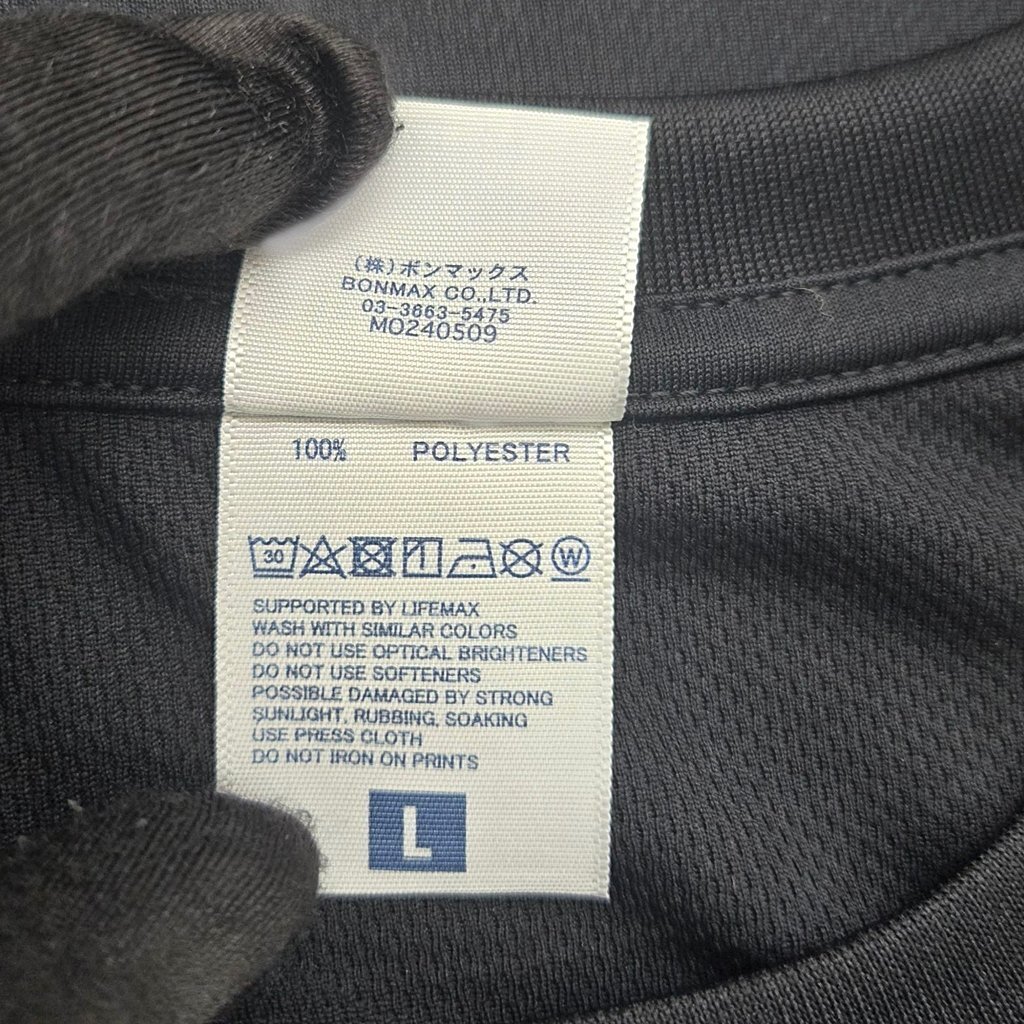 (株)ボンマックス
BONMAX CO.,LTD.
03-3663-5475
MO240509
100% POLYESTER
30 W
SUPPORTED BY LIFEMAX
WASH WITH SIMILAR COLORS
DO NOT USE OPTICAL BRIGHTENERS
DO NOT USE SOFTENERS
POSSIBLE DAMAGED BY STRONG
SUNLIGHT, RUBBING, SOAKING
USE PRESS CLOTH
DO NOT IRON ON PRINTS
L